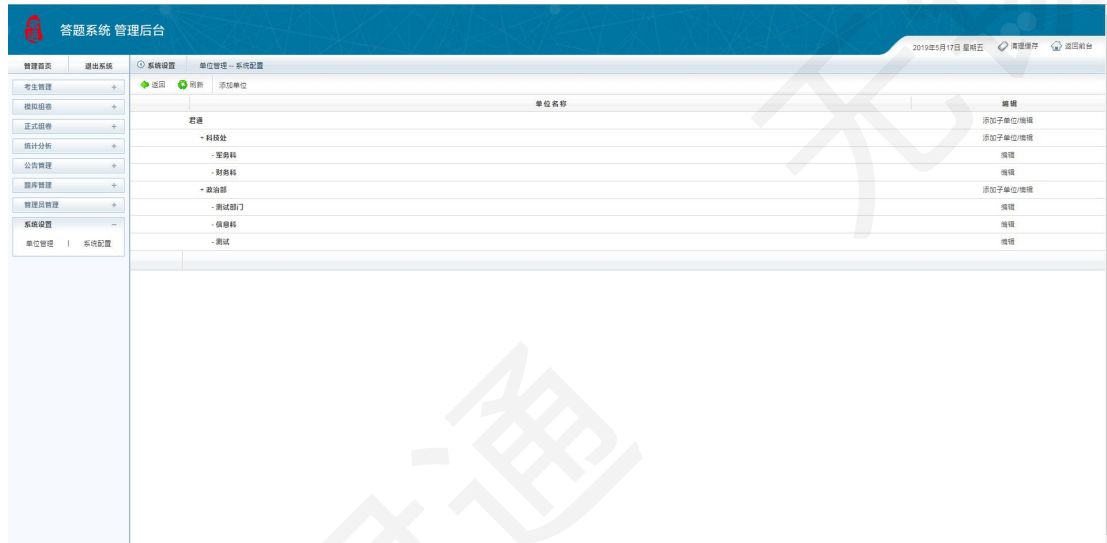 答题系统 管理后台
2019年5月17日 星期五 清理缓存 返回前台
管理首页 退出系统 系统设置 单位管理 -- 系统配置
考生管理 +
模拟组卷 +
正式组卷 +
统计分析 +
公告管理 +
题库管理 +
管理员管理 +
系统设置 −
单位管理 | 系统配置
返回 刷新 添加单位
单位名称 编辑
君通 添加子单位/编辑
+ 科技处 添加子单位/编辑
- 军务科 编辑
- 财务科 编辑
+ 政治部 添加子单位/编辑
- 测试部门 编辑
- 信息科 编辑
- 测试 编辑
通